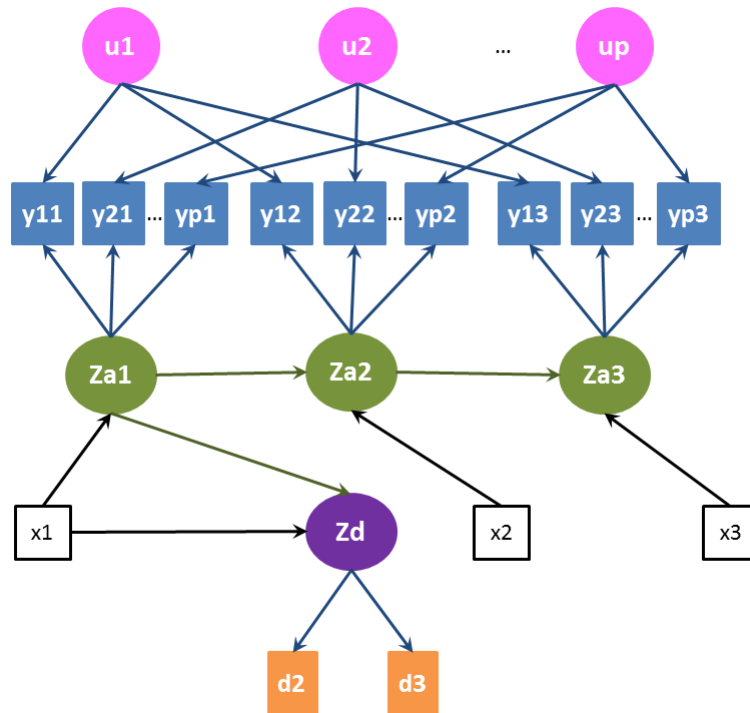 u1 u2 ... up
y11 y21 ... yp1 y12 y22 ... yp2 y13 y23 ... yp3
Za1 Za2 Za3
x1 Zd x2 x3
d2 d3